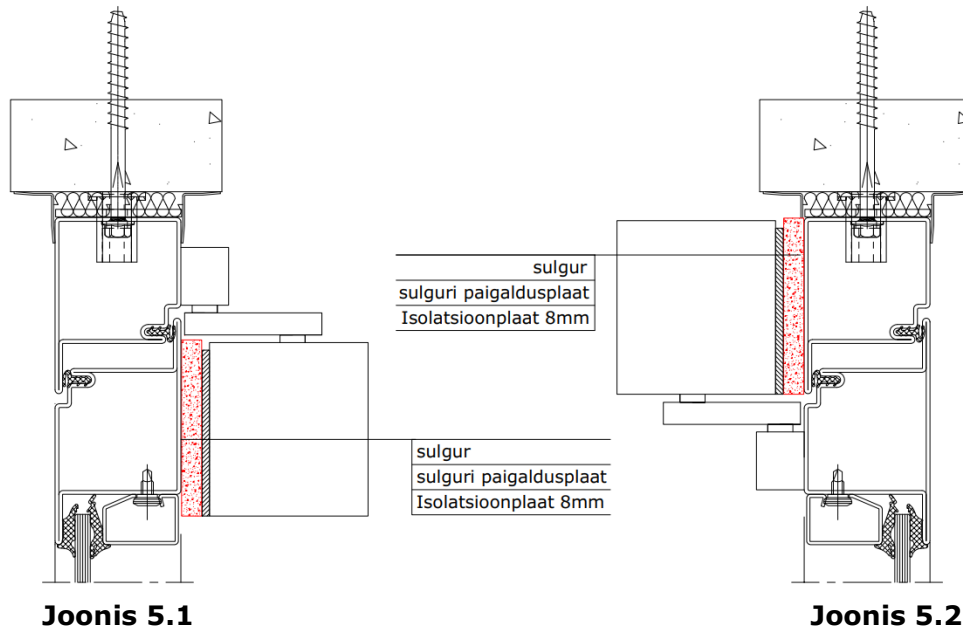 sulgur
sulguri paigaldusplaat
Isolatsioonplaat 8mm
sulgur
sulguri paigaldusplaat
Isolatsioonplaat 8mm
Joonis 5.1
Joonis 5.2